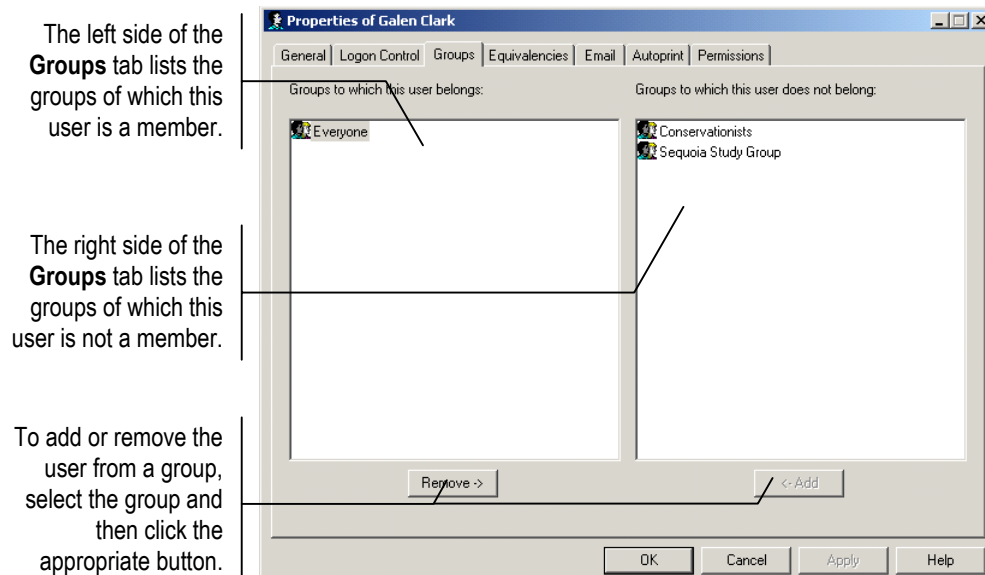 The left side of the
Groups tab lists the
groups of which this
user is a member.
The right side of the
Groups tab lists the
groups of which this
user is not a member.
To add or remove the
user from a group,
select the group and
then click the
appropriate button.
Properties of Galen Clark
General Logon Control Groups Equivalencies Email Autoprint Permissions
Groups to which this user belongs: Groups to which this user does not belong:
Everyone Conservationists
Sequoia Study Group
Remove -> <- Add
OK Cancel Apply Help